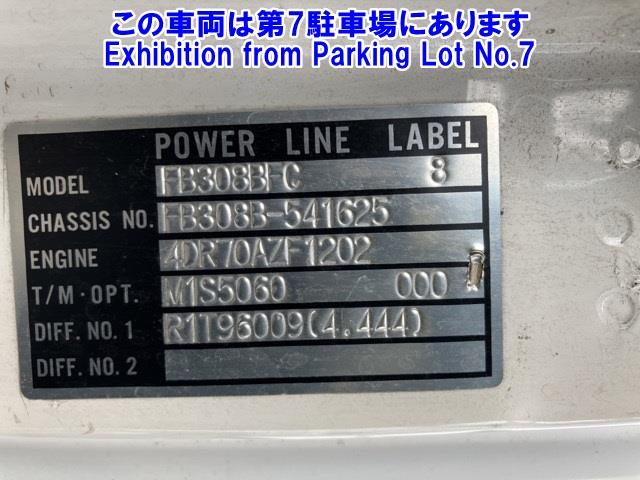 この車両は第7駐車場にあります
Exhibition from Parking Lot No.7
POWER LINE LABEL
MODEL FB308BFC 8
CHASSIS NO. FB308B-541625
ENGINE 4DR70AZF1202
T/M·OPT. M1S5060 000
DIFF. NO. 1 R1T96009(4.444)
DIFF. NO. 2